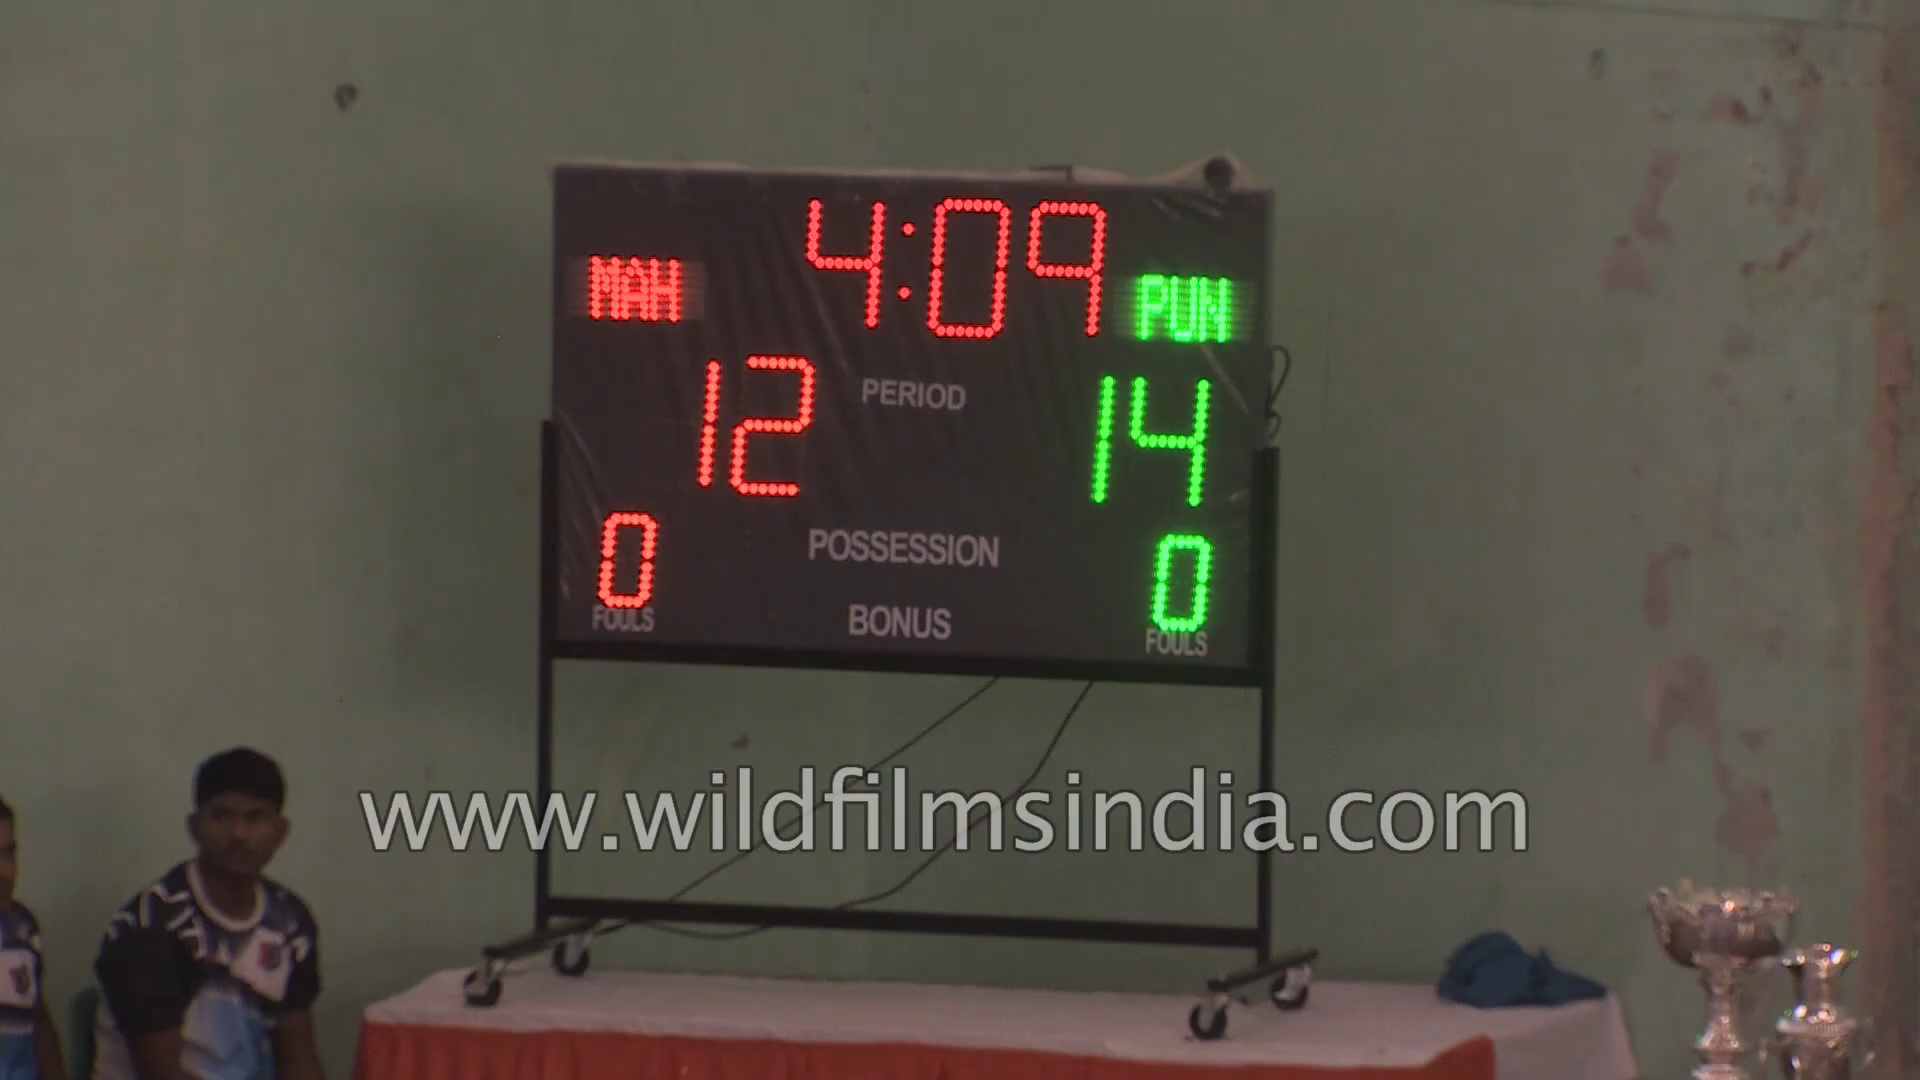 4:09
MAH PUN
12 PERIOD 14
0 POSSESSION 0
FOULS BONUS FOULS
www.wildfilmsindia.com